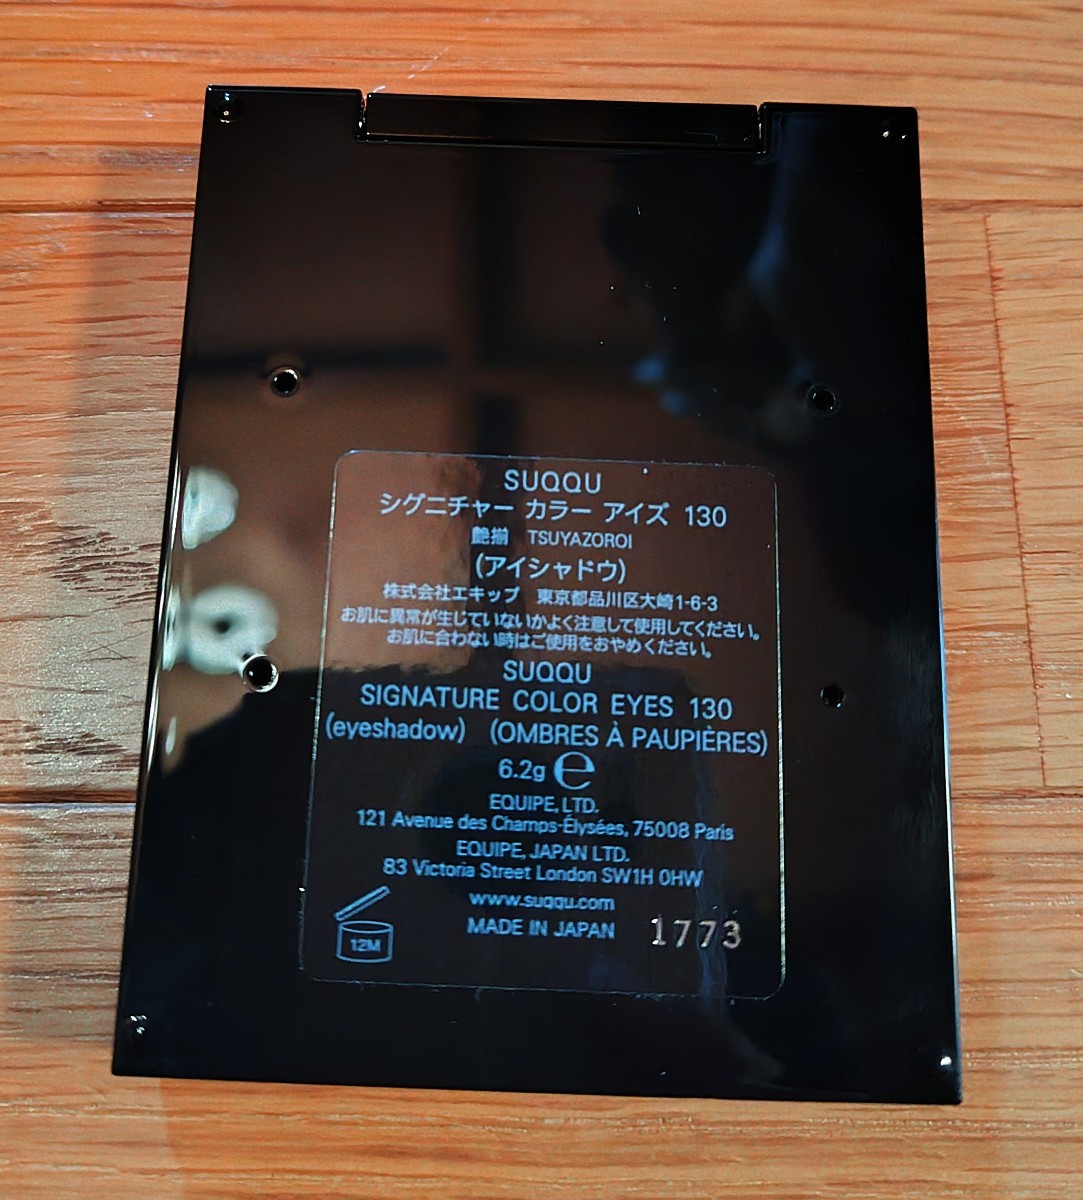 SUQQU
シグニチャー カラー アイズ 130
艶揃 TSUYAZOROI
(アイシャドウ)
株式会社エキップ 東京都品川区大崎1-6-3
お肌に異常が生じていないかよく注意して使用してください。
お肌に合わない時はご使用をおやめください。
SUQQU
SIGNATURE COLOR EYES 130
(eyeshadow) (OMBRES À PAUPIÈRES)
6.2g ℮
EQUIPE, LTD.
121 Avenue des Champs-Élysées, 75008 Paris
EQUIPE, JAPAN LTD.
83 Victoria Street London SW1H 0HW
www.suqqu.com
12M MADE IN JAPAN 1773